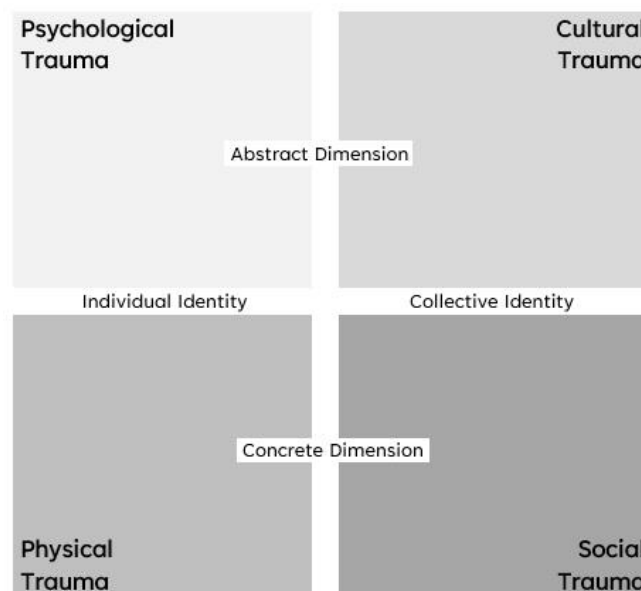 Psychological
Trauma
Cultural
Trauma
Abstract Dimension
Individual Identity
Collective Identity
Concrete Dimension
Physical
Trauma
Social
Trauma